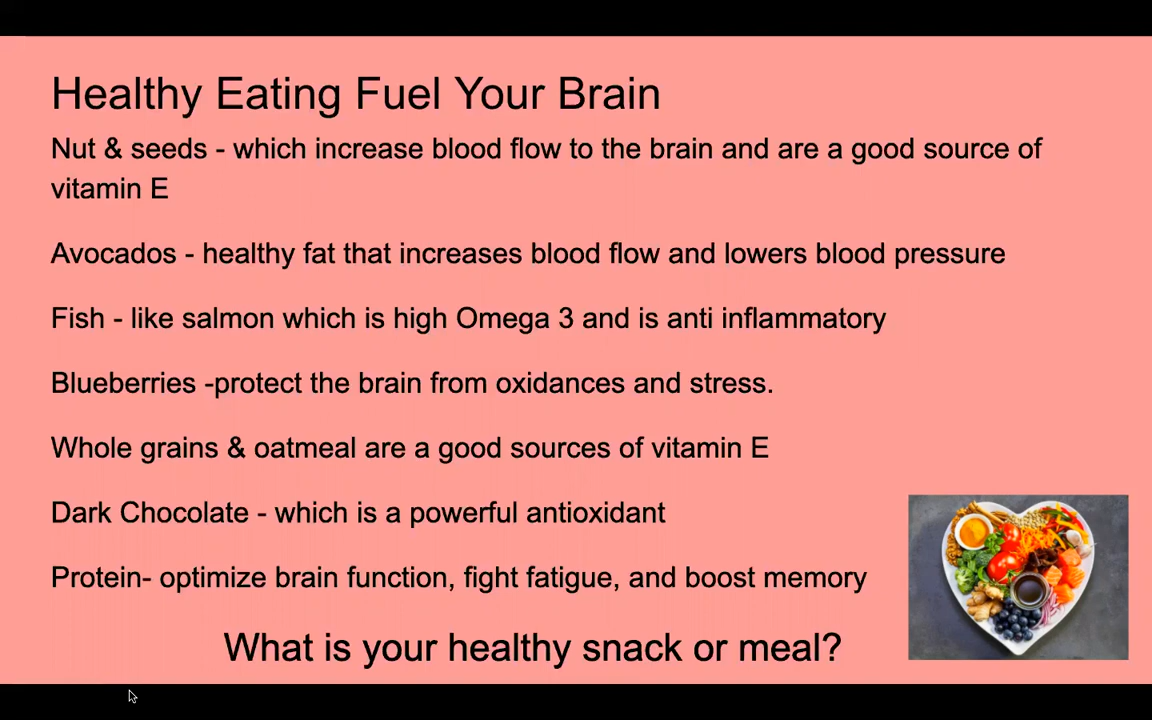 Healthy Eating Fuel Your Brain
Nut & seeds - which increase blood flow to the brain and are a good source of
vitamin E
Avocados - healthy fat that increases blood flow and lowers blood pressure
Fish - like salmon which is high Omega 3 and is anti inflammatory
Blueberries -protect the brain from oxidances and stress.
Whole grains & oatmeal are a good sources of vitamin E
Dark Chocolate - which is a powerful antioxidant
Protein- optimize brain function, fight fatigue, and boost memory
What is your healthy snack or meal?